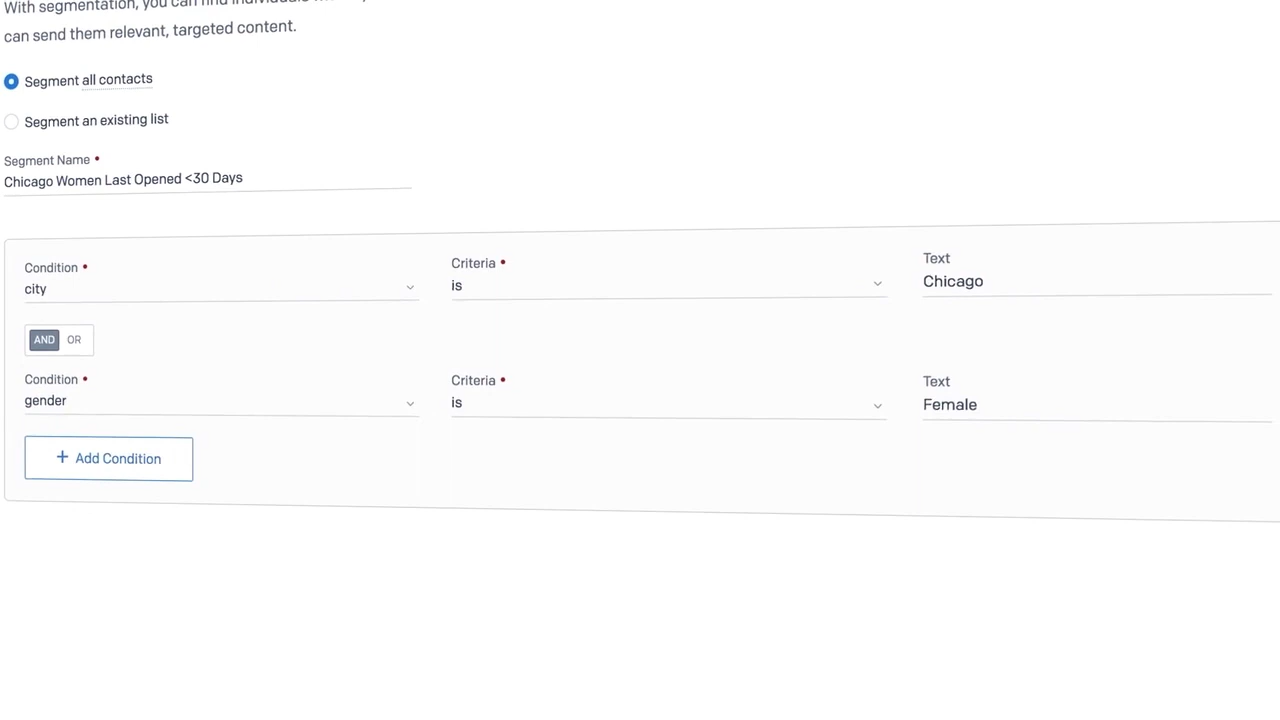 With segmentation, you can find individuals
can send them relevant, targeted content.
Segment all contacts
Segment an existing list
Segment Name •
Chicago Women Last Opened <30 Days
Condition • Criteria • Text
city is Chicago
AND OR
Condition • Criteria • Text
gender is Female
+ Add Condition